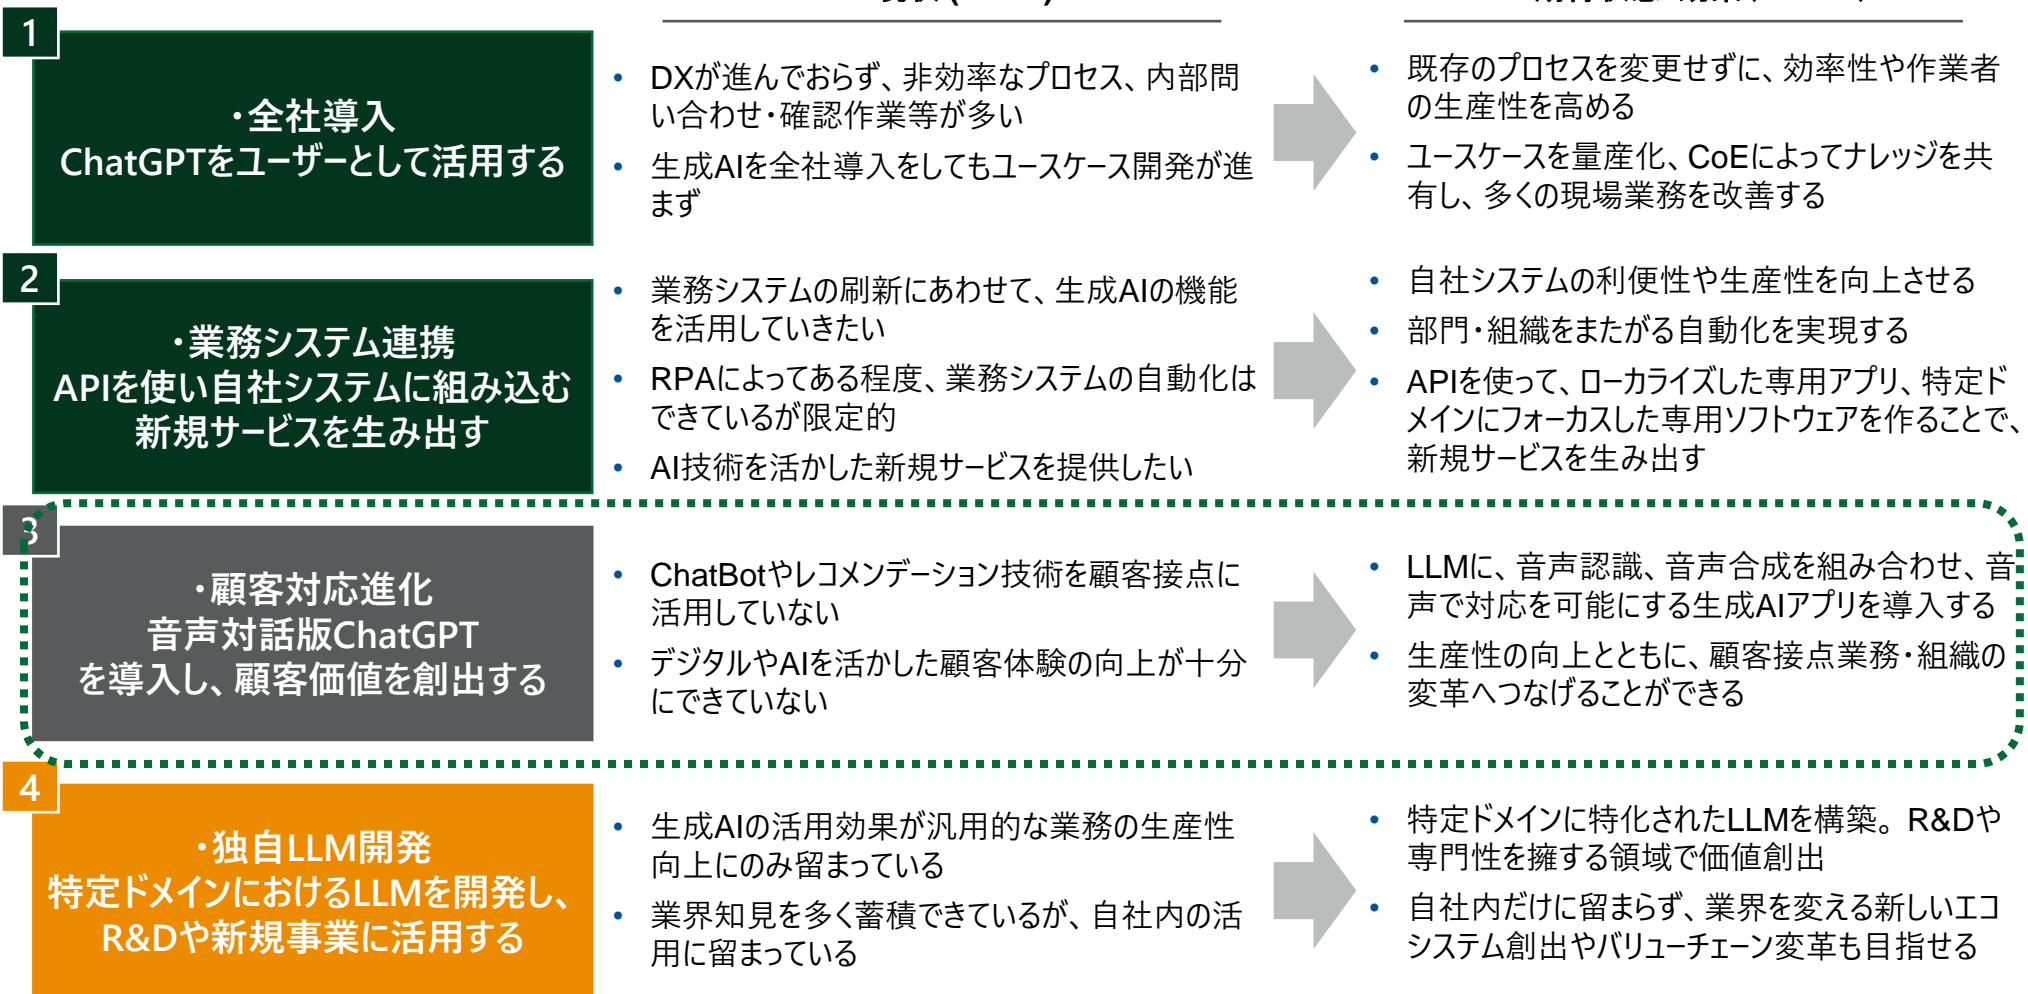 1
・全社導入
ChatGPTをユーザーとして活用する
• DXが進んでおらず、非効率なプロセス、内部問
い合わせ・確認作業等が多い
• 生成AIを全社導入をしてもユースケース開発が進
まず
• 既存のプロセスを変更せずに、効率性や作業者
の生産性を高める
• ユースケースを量産化、CoEによってナレッジを共
有し、多くの現場業務を改善する
2
・業務システム連携
APIを使い自社システムに組み込む
新規サービスを生み出す
• 業務システムの刷新にあわせて、生成AIの機能
を活用していきたい
• RPAによってある程度、業務システムの自動化は
できているが限定的
• AI技術を活かした新規サービスを提供したい
• 自社システムの利便性や生産性を向上させる
• 部門・組織をまたがる自動化を実現する
• APIを使って、ローカライズした専用アプリ、特定ド
メインにフォーカスした専用ソフトウェアを作ることで、
新規サービスを生み出す
3
・顧客対応進化
音声対話版ChatGPT
を導入し、顧客価値を創出する
• ChatBotやレコメンデーション技術を顧客接点に
活用していない
• デジタルやAIを活かした顧客体験の向上が十分
にできていない
• LLMに、音声認識、音声合成を組み合わせ、音
声で対応を可能にする生成AIアプリを導入する
• 生産性の向上とともに、顧客接点業務・組織の
変革へつなげることができる
4
・独自LLM開発
特定ドメインにおけるLLMを開発し、
R&Dや新規事業に活用する
• 生成AIの活用効果が汎用的な業務の生産性
向上にのみ留まっている
• 業界知見を多く蓄積できているが、自社内の活
用に留まっている
• 特定ドメインに特化されたLLMを構築。R&Dや
専門性を擁する領域で価値創出
• 自社内だけに留まらず、業界を変える新しいエコ
システム創出やバリューチェーン変革も目指せる